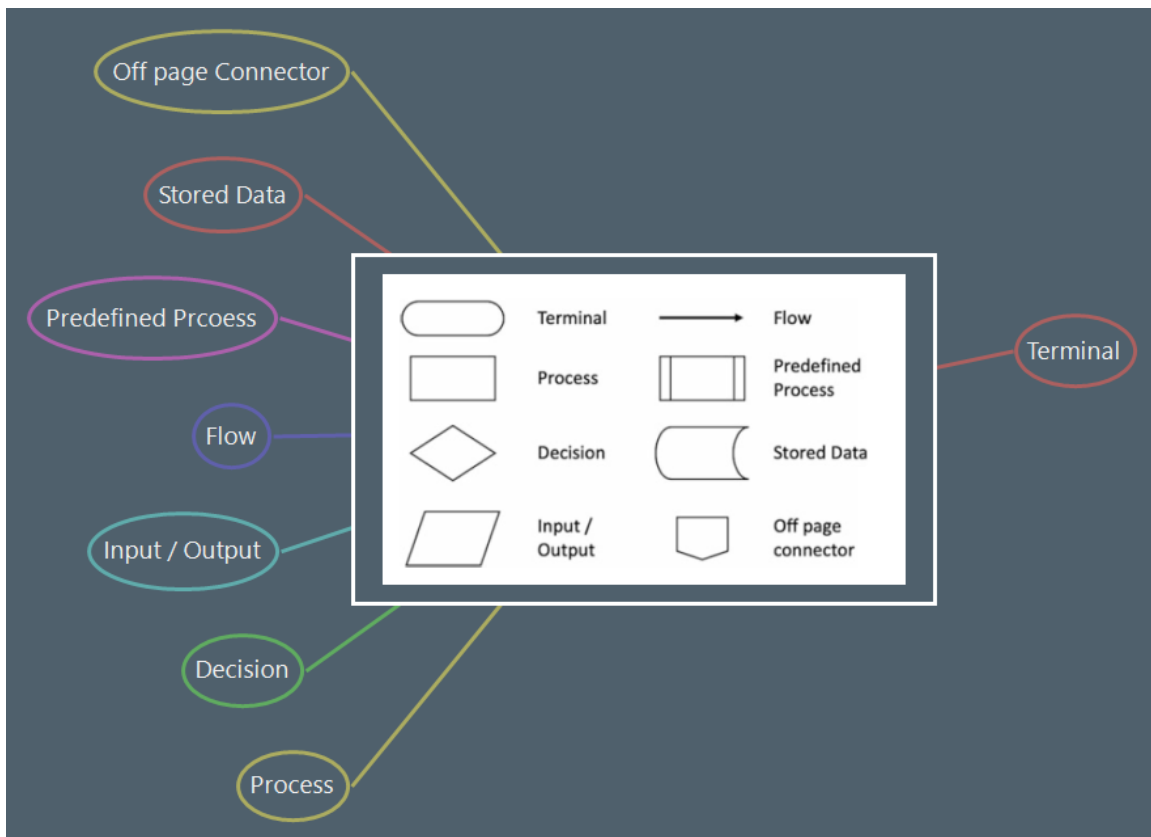 Off page Connector
Stored Data
Predefined Prcoess
Flow
Input / Output
Decision
Process
Terminal
Flow
Process
Predefined
Process
Decision
Stored Data
Input /
Output
Off page
connector
Terminal